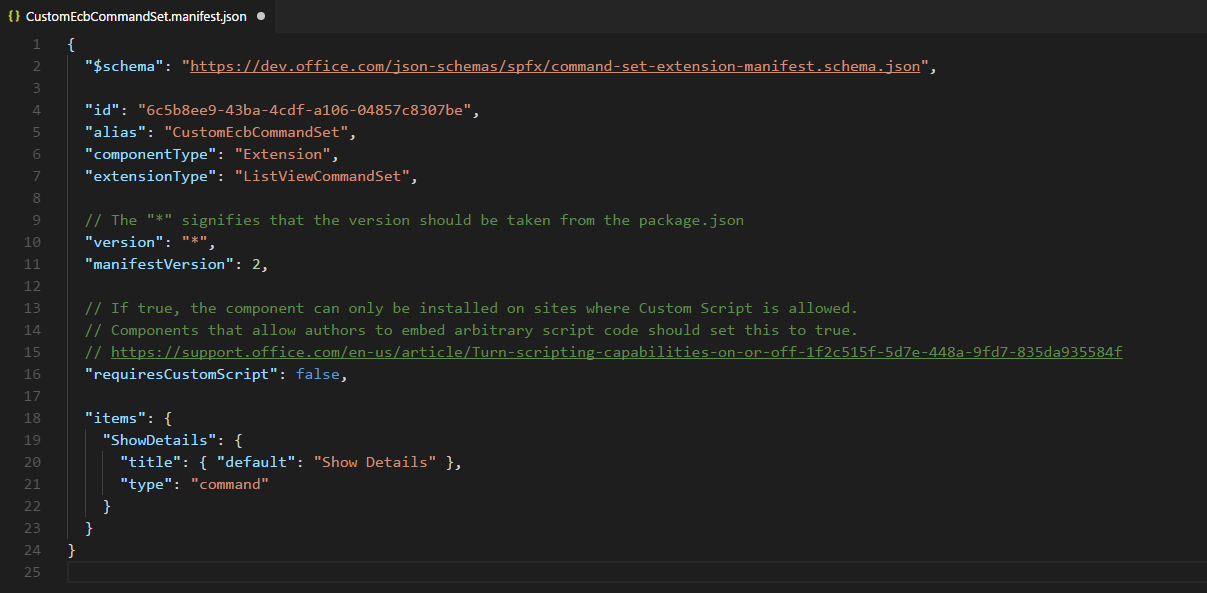 {} CustomEcbCommandSet.manifest.json ●
1 {
2 "$schema": "https://dev.office.com/json-schemas/spfx/command-set-extension-manifest.schema.json",
3
4 "id": "6c5b8ee9-43ba-4cdf-a106-04857c8307be",
5 "alias": "CustomEcbCommandSet",
6 "componentType": "Extension",
7 "extensionType": "ListViewCommandSet",
8
9 // The "*" signifies that the version should be taken from the package.json
10 "version": "*",
11 "manifestVersion": 2,
12
13 // If true, the component can only be installed on sites where Custom Script is allowed.
14 // Components that allow authors to embed arbitrary script code should set this to true.
15 // https://support.office.com/en-us/article/Turn-scripting-capabilities-on-or-off-1f2c515f-5d7e-448a-9fd7-835da935584f
16 "requiresCustomScript": false,
17
18 "items": {
19 "ShowDetails": {
20 "title": { "default": "Show Details" },
21 "type": "command"
22 }
23 }
24 }
25